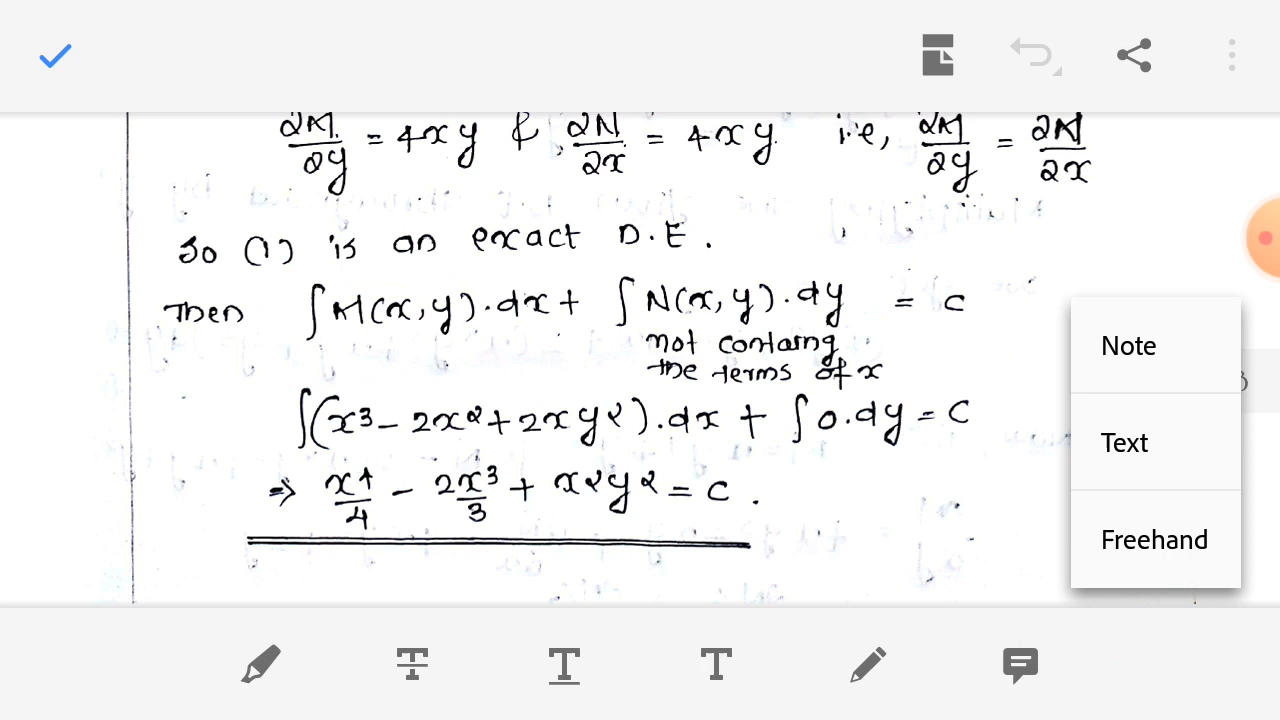 ∂M/∂y = 4xy & ∂N/∂x = 4xy i.e, ∂M/∂y = ∂N/∂x
So (1) is an exact D.E.
Then ∫M(x,y).dx + ∫N(x,y).dy = c
not containg
the terms of x
∫(x³ - 2x² + 2xy²).dx + ∫0.dy = c
⇒ x⁴/4 - 2x³/3 + x²y² = c.
Note
Text
Freehand